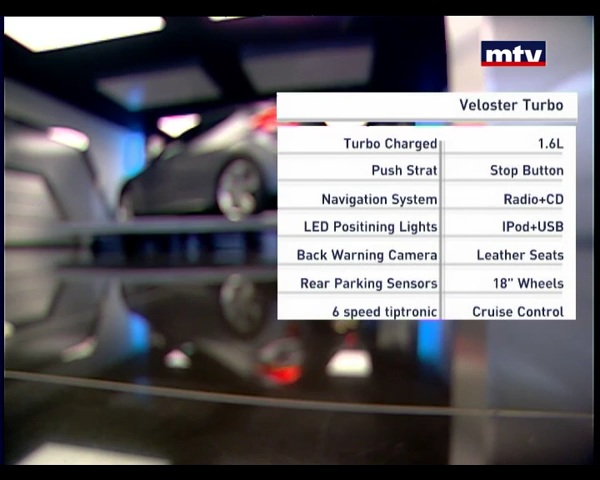 mtv
Veloster Turbo
Turbo Charged 1.6L
Push Strat Stop Button
Navigation System Radio+CD
LED Positining Lights IPod+USB
Back Warning Camera Leather Seats
Rear Parking Sensors 18" Wheels
6 speed tiptronic Cruise Control